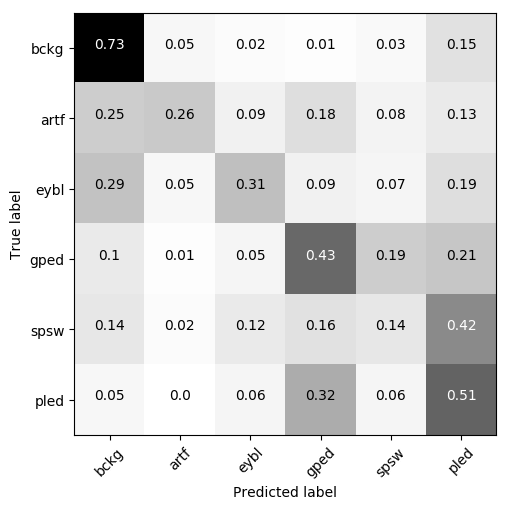 bckg 0.73 0.05 0.02 0.01 0.03 0.15
artf 0.25 0.26 0.09 0.18 0.08 0.13
eybl 0.29 0.05 0.31 0.09 0.07 0.19
gped 0.1 0.01 0.05 0.43 0.19 0.21
spsw 0.14 0.02 0.12 0.16 0.14 0.42
pled 0.05 0.0 0.06 0.32 0.06 0.51
True label
bckg artf eybl gped spsw pled
Predicted label